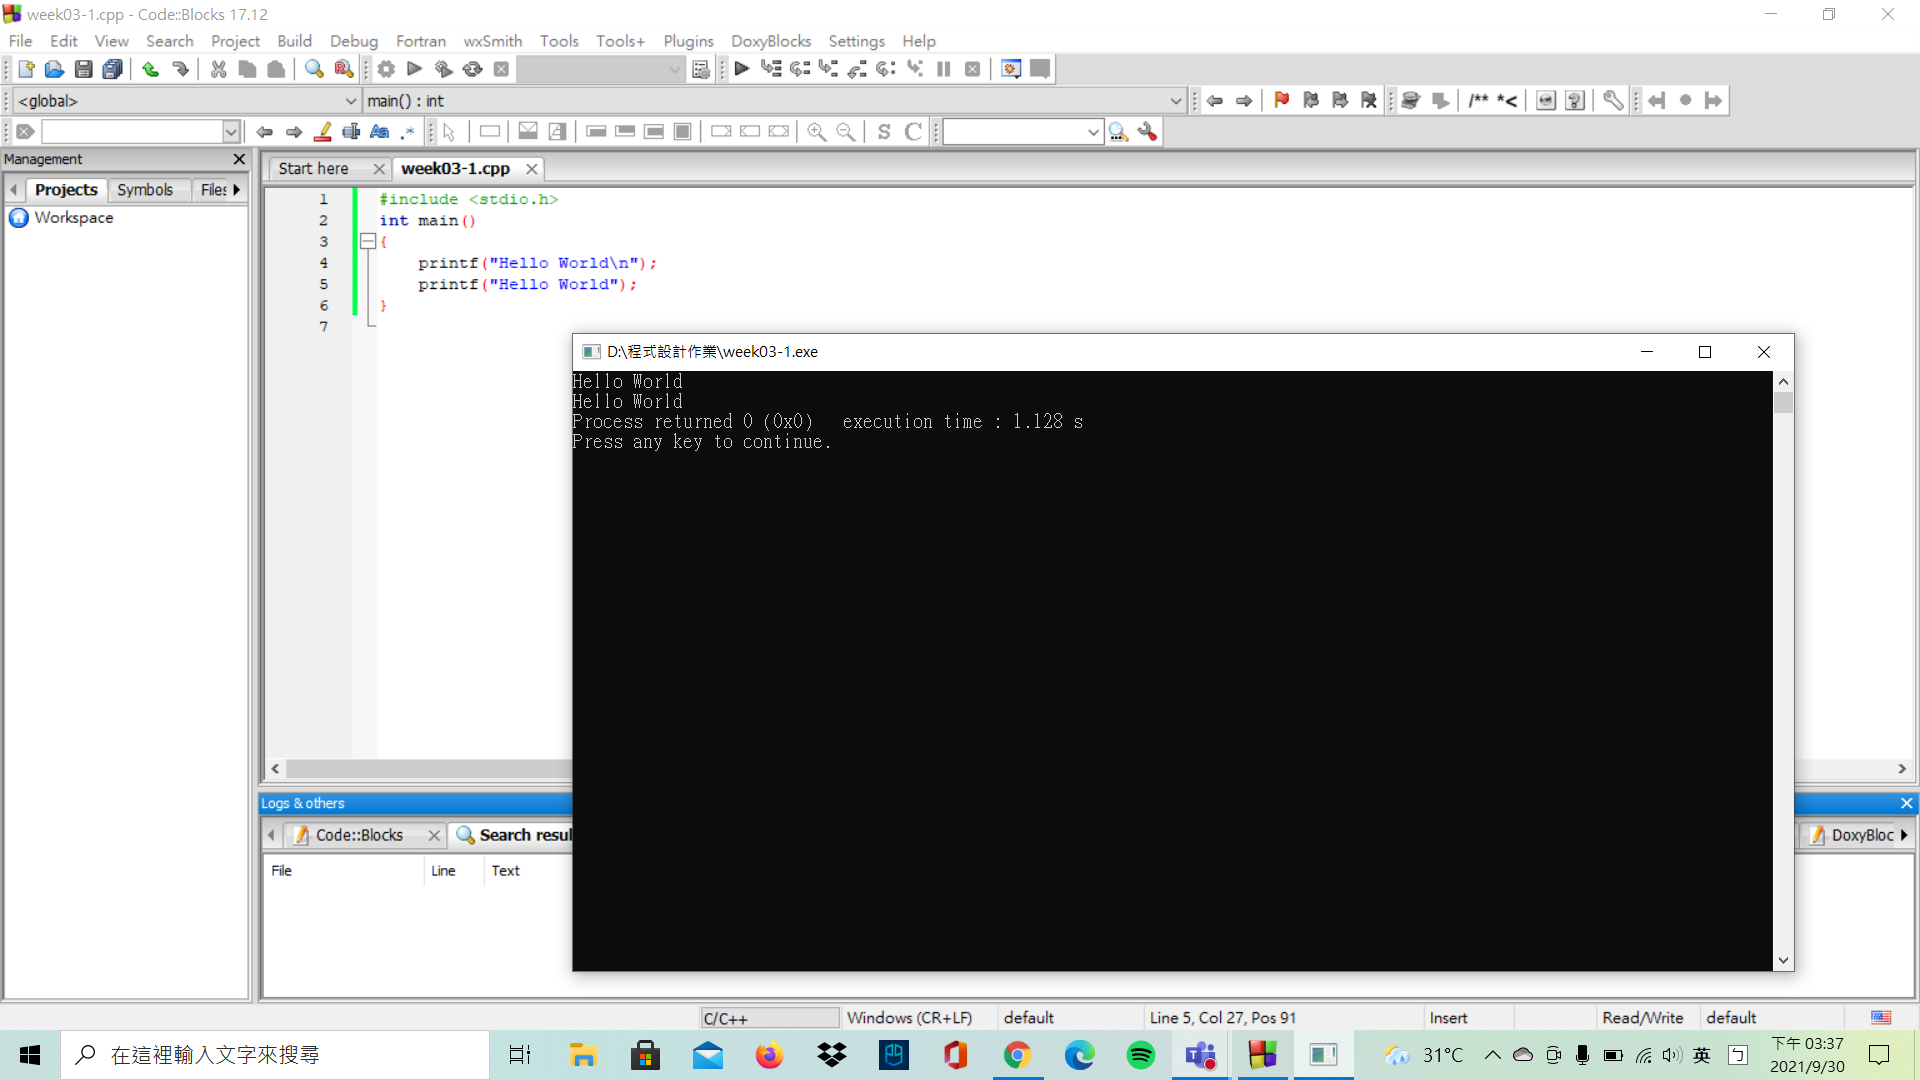 week03-1.cpp - Code::Blocks 17.12
File Edit View Search Project Build Debug Fortran wxSmith Tools Tools+ Plugins DoxyBlocks Settings Help
<global> main() : int /** *<
Aa .* S C
Management
Projects Symbols Files
Workspace
Start here week03-1.cpp
1 #include <stdio.h>
2 int main()
3 {
4 printf("Hello World\n");
5 printf("Hello World");
6 }
7
D:\程式設計作業\week03-1.exe
Hello World
Hello World
Process returned 0 (0x0) execution time : 1.128 s
Press any key to continue.
Logs & others
Code::Blocks Search resul DoxyBloc
File Line Text
C/C++ Windows (CR+LF) default Line 5, Col 27, Pos 91 Insert Read/Write default
在這裡輸入文字來搜尋 31°C 英 下午 03:37
2021/9/30